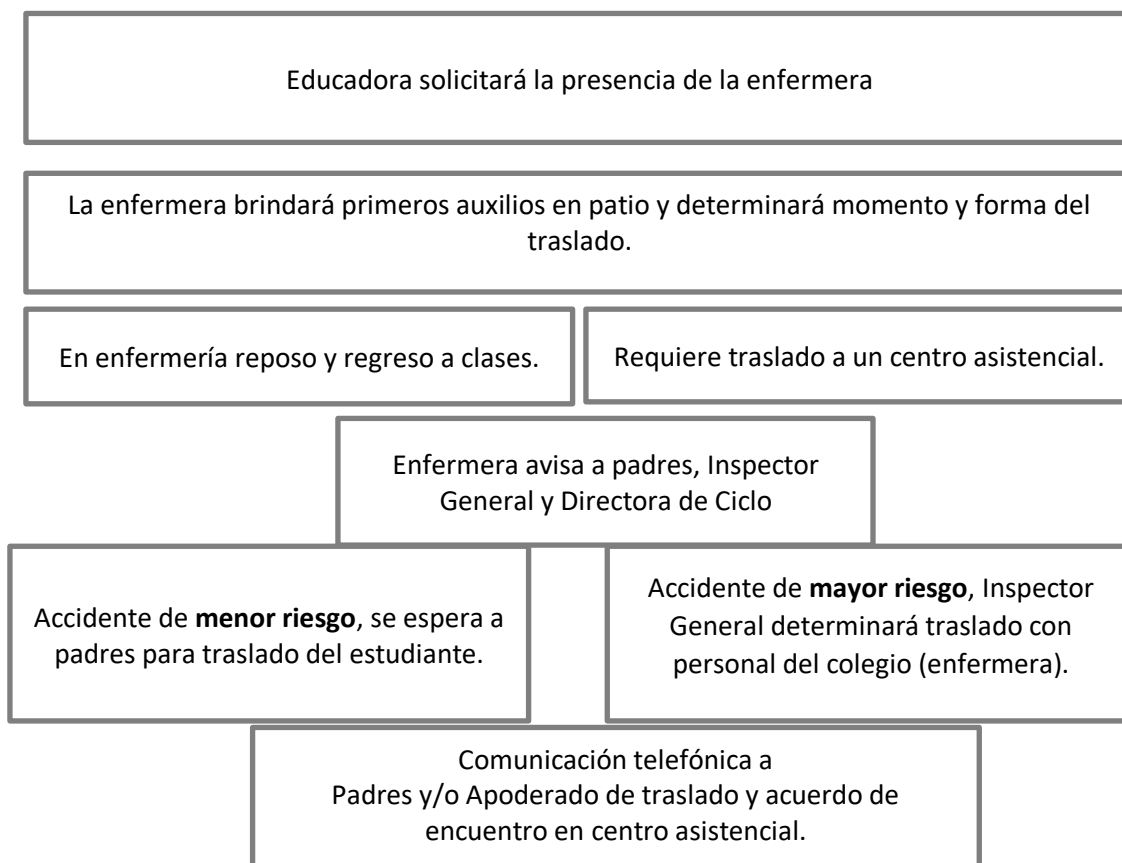 Educadora solicitará la presencia de la enfermera
La enfermera brindará primeros auxilios en patio y determinará momento y forma del
traslado.
En enfermería reposo y regreso a clases.
Requiere traslado a un centro asistencial.
Enfermera avisa a padres, Inspector
General y Directora de Ciclo
Accidente de menor riesgo, se espera a
padres para traslado del estudiante.
Accidente de mayor riesgo, Inspector
General determinará traslado con
personal del colegio (enfermera).
Comunicación telefónica a
Padres y/o Apoderado de traslado y acuerdo de
encuentro en centro asistencial.